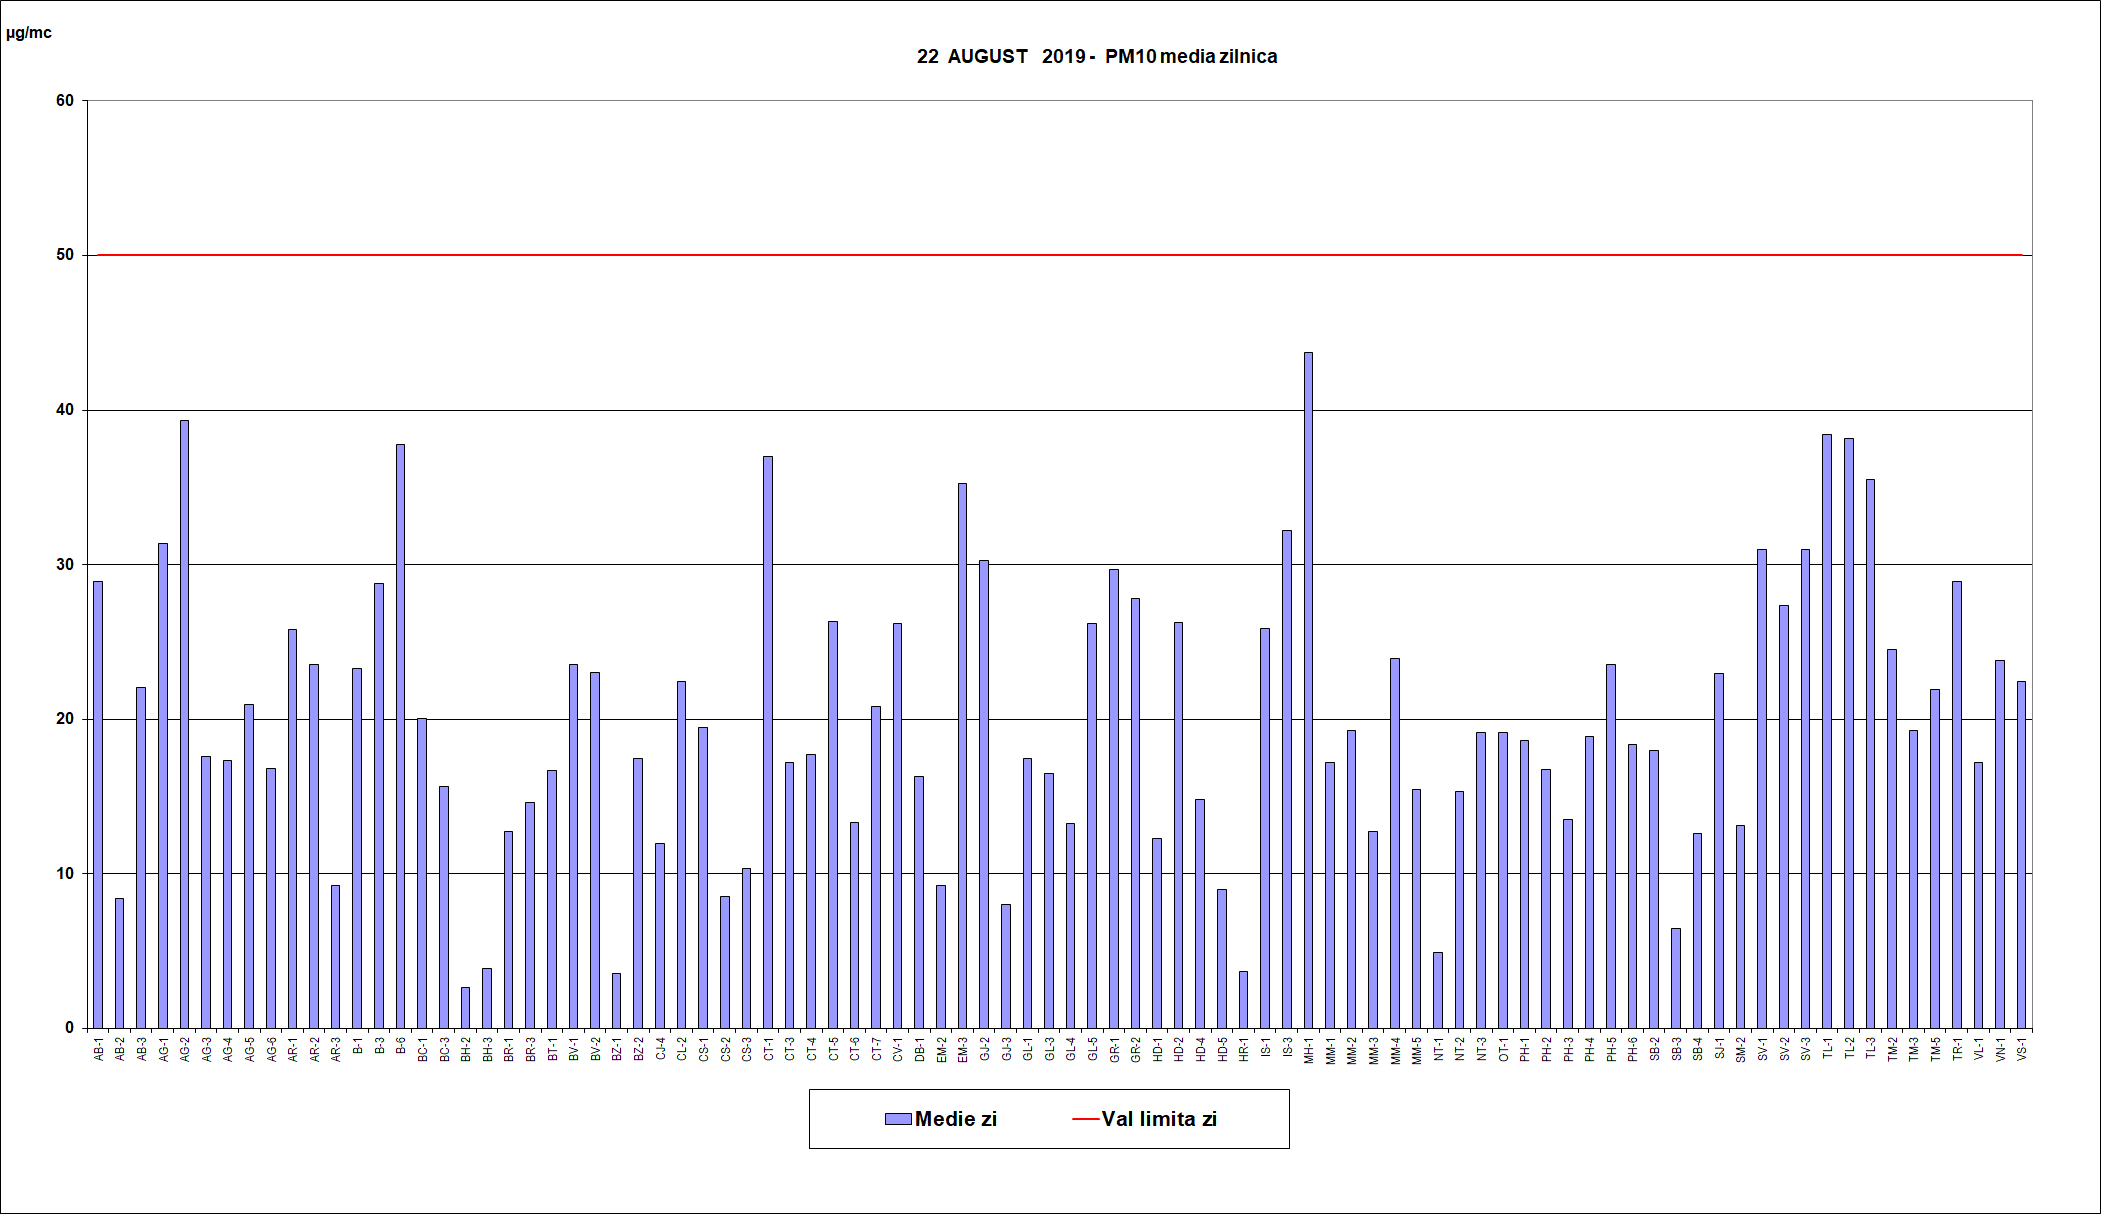 µg/mc
22 AUGUST 2019 - PM10 media zilnica
60
50
40
30
20
10
0
AB-1 AB-2 AB-3 AG-1 AG-2 AG-3 AG-4 AG-5 AG-6 AR-1 AR-2 AR-3 B-1 B-3 B-6 BC-1 BC-3 BH-2 BH-3 BR-1 BR-3 BT-1 BV-1 BV-2 BZ-1 BZ-2 CJ-4 CL-2 CS-1 CS-2 CS-3 CT-1 CT-3 CT-4 CT-5 CT-6 CT-7 CV-1 DB-1 EM-2 EM-3 GJ-2 GJ-3 GL-1 GL-3 GL-4 GL-5 GR-1 GR-2 HD-1 HD-2 HD-4 HD-5 HR-1 IS-1 IS-3 MH-1 MM-1 MM-2 MM-3 MM-4 MM-5 NT-1 NT-2 NT-3 OT-1 PH-1 PH-2 PH-3 PH-4 PH-5 PH-6 SB-2 SB-3 SB-4 SJ-1 SM-2 SV-1 SV-2 SV-3 TL-1 TL-2 TL-3 TM-2 TM-3 TM-5 TR-1 VL-1 VN-1 VS-1
Medie zi Val limita zi